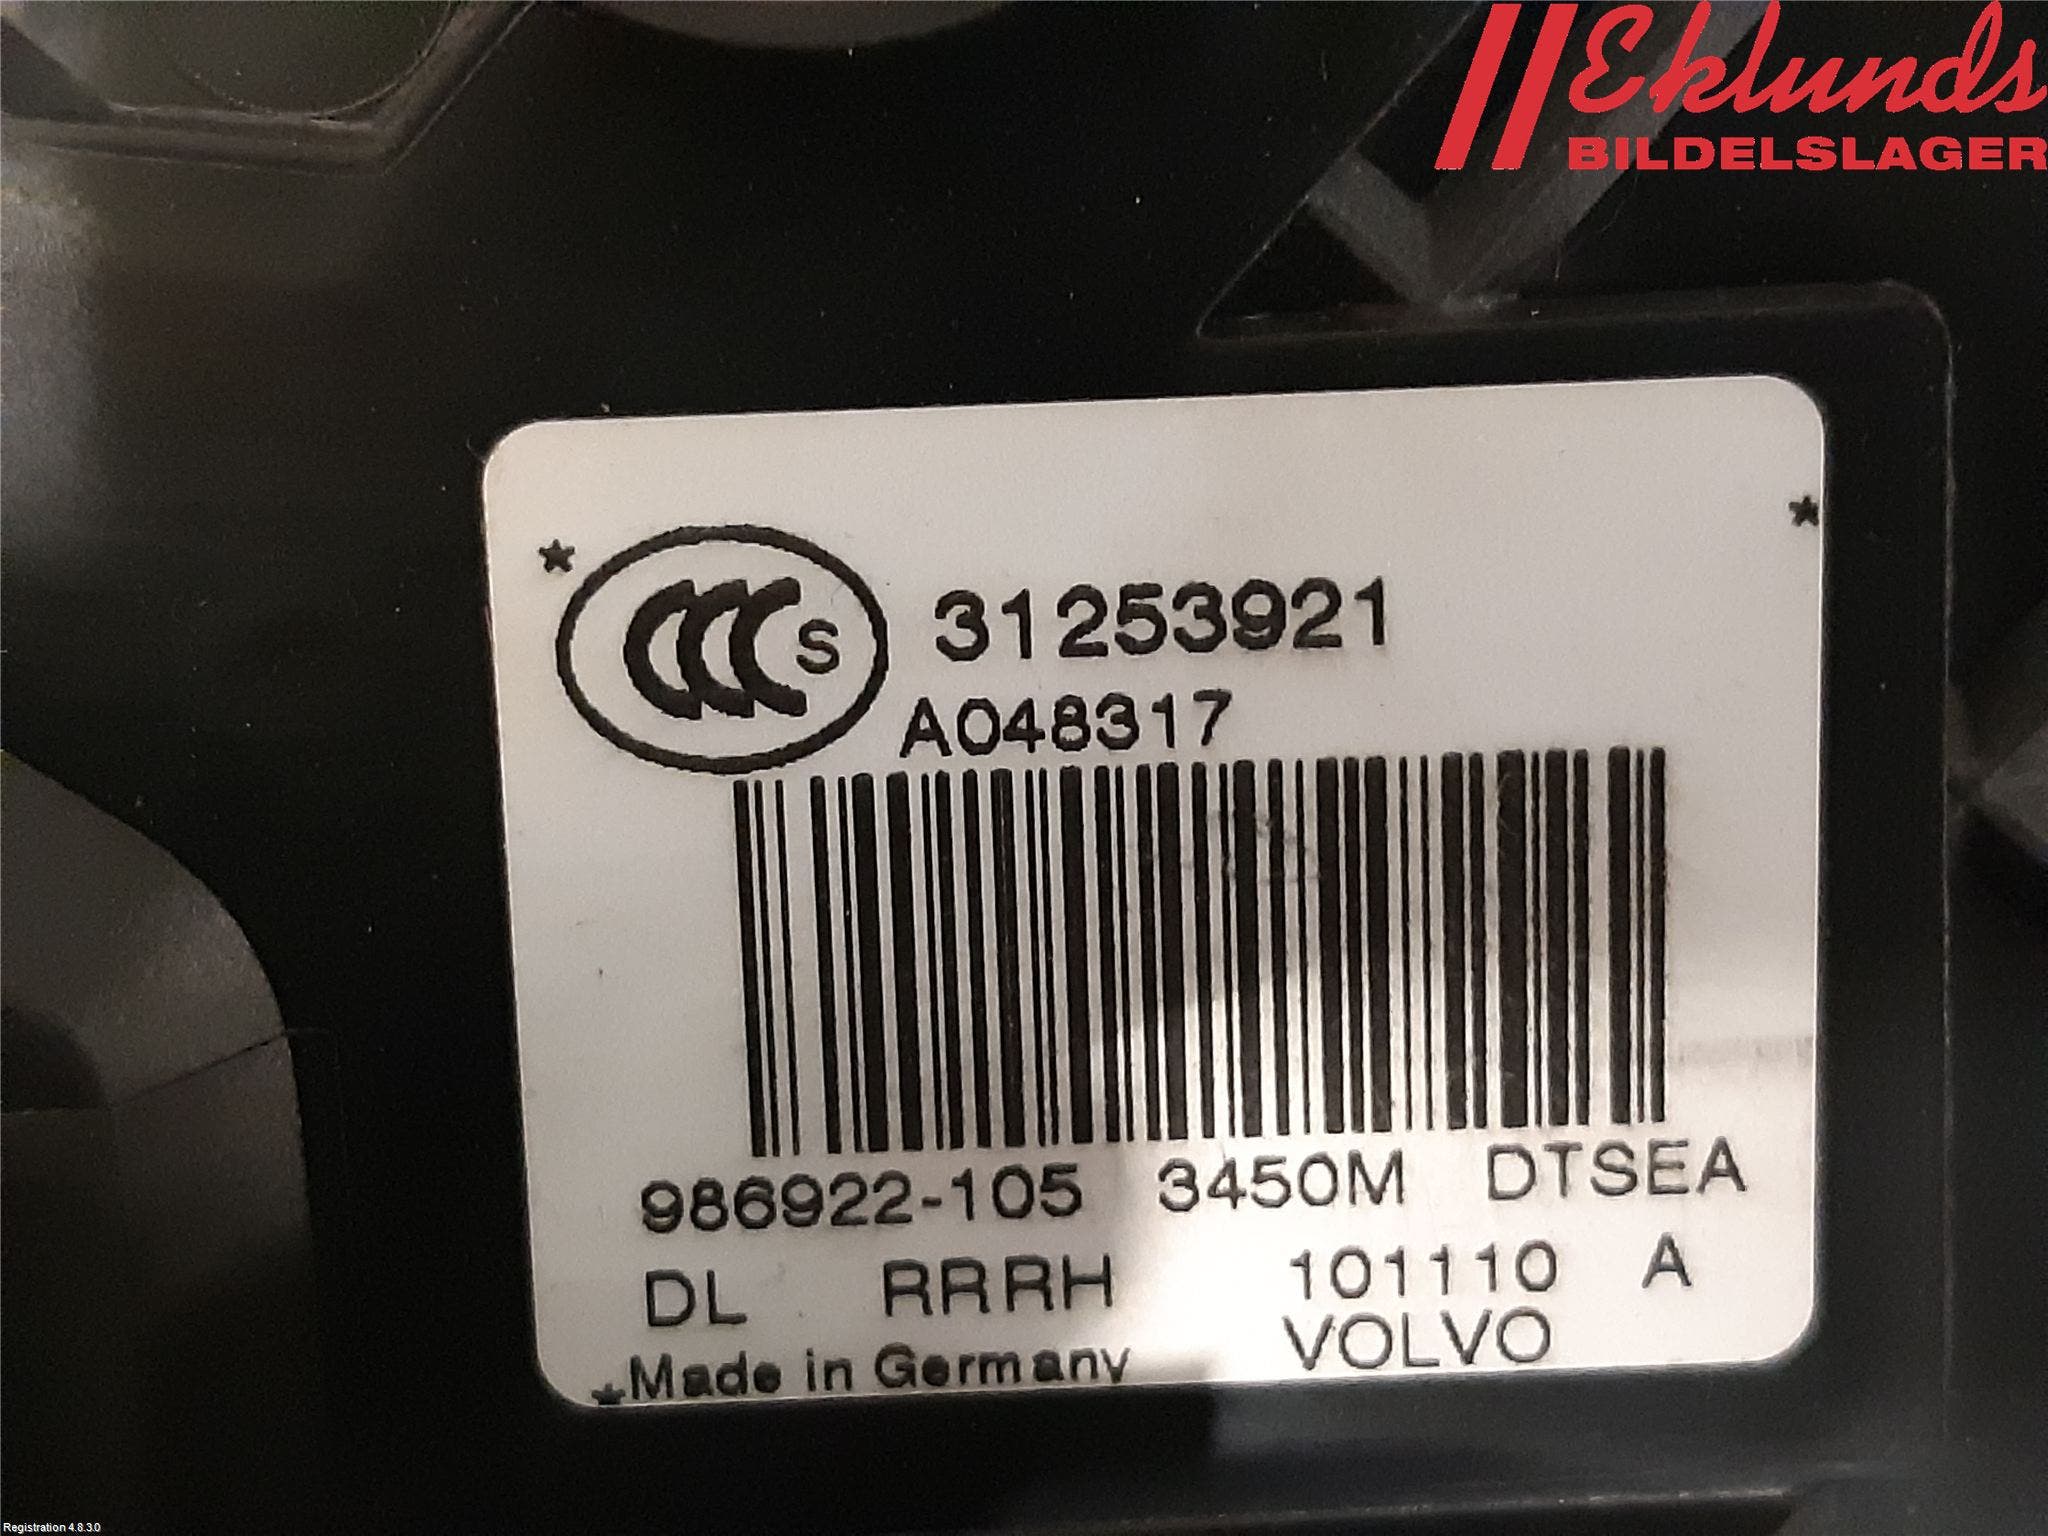 Eklunds
BILDELSLAGER
CCC S 31253921
A048317
986922-105 3450M DTSEA
DL RRRH 101110 A
Made in Germany VOLVO
Registration 4.8.3.0